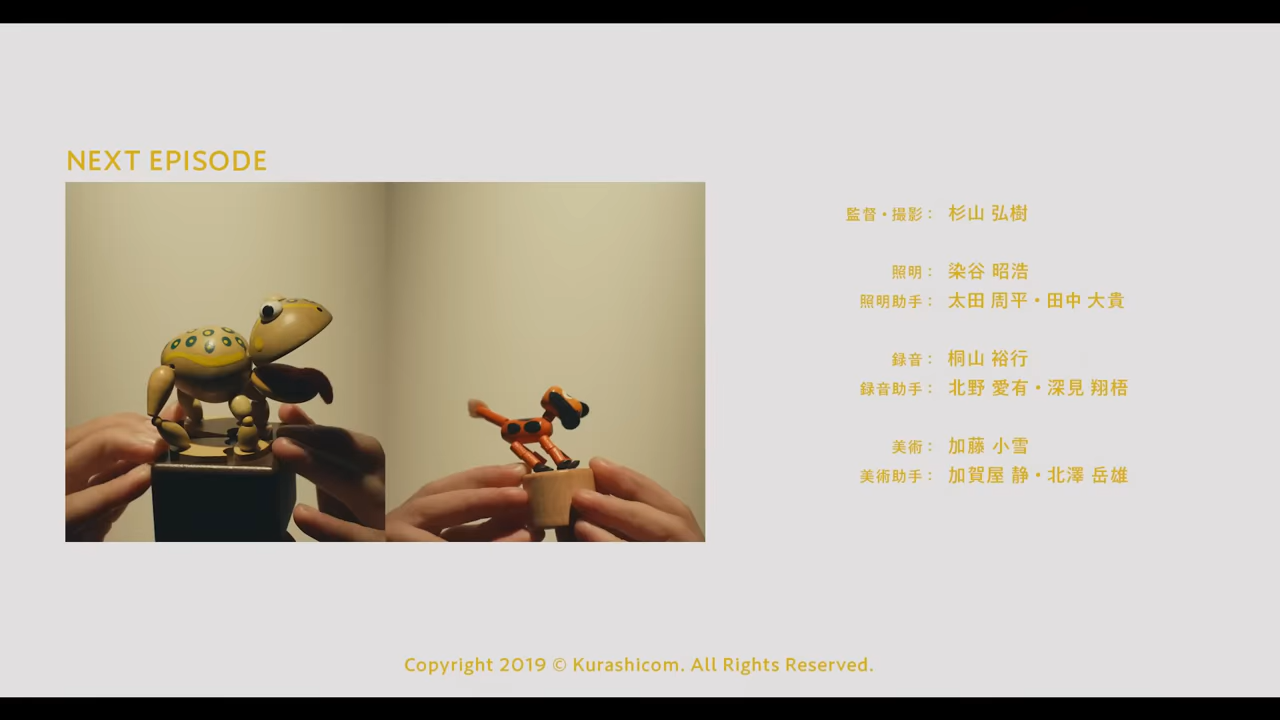 NEXT EPISODE
監督・撮影： 杉山 弘樹
照明： 染谷 昭浩
照明助手： 太田 周平・田中 大貴
録音： 桐山 裕行
録音助手： 北野 愛有・深見 翔梧
美術： 加藤 小雪
美術助手： 加賀屋 静・北澤 岳雄
Copyright 2019 © Kurashicom. All Rights Reserved.